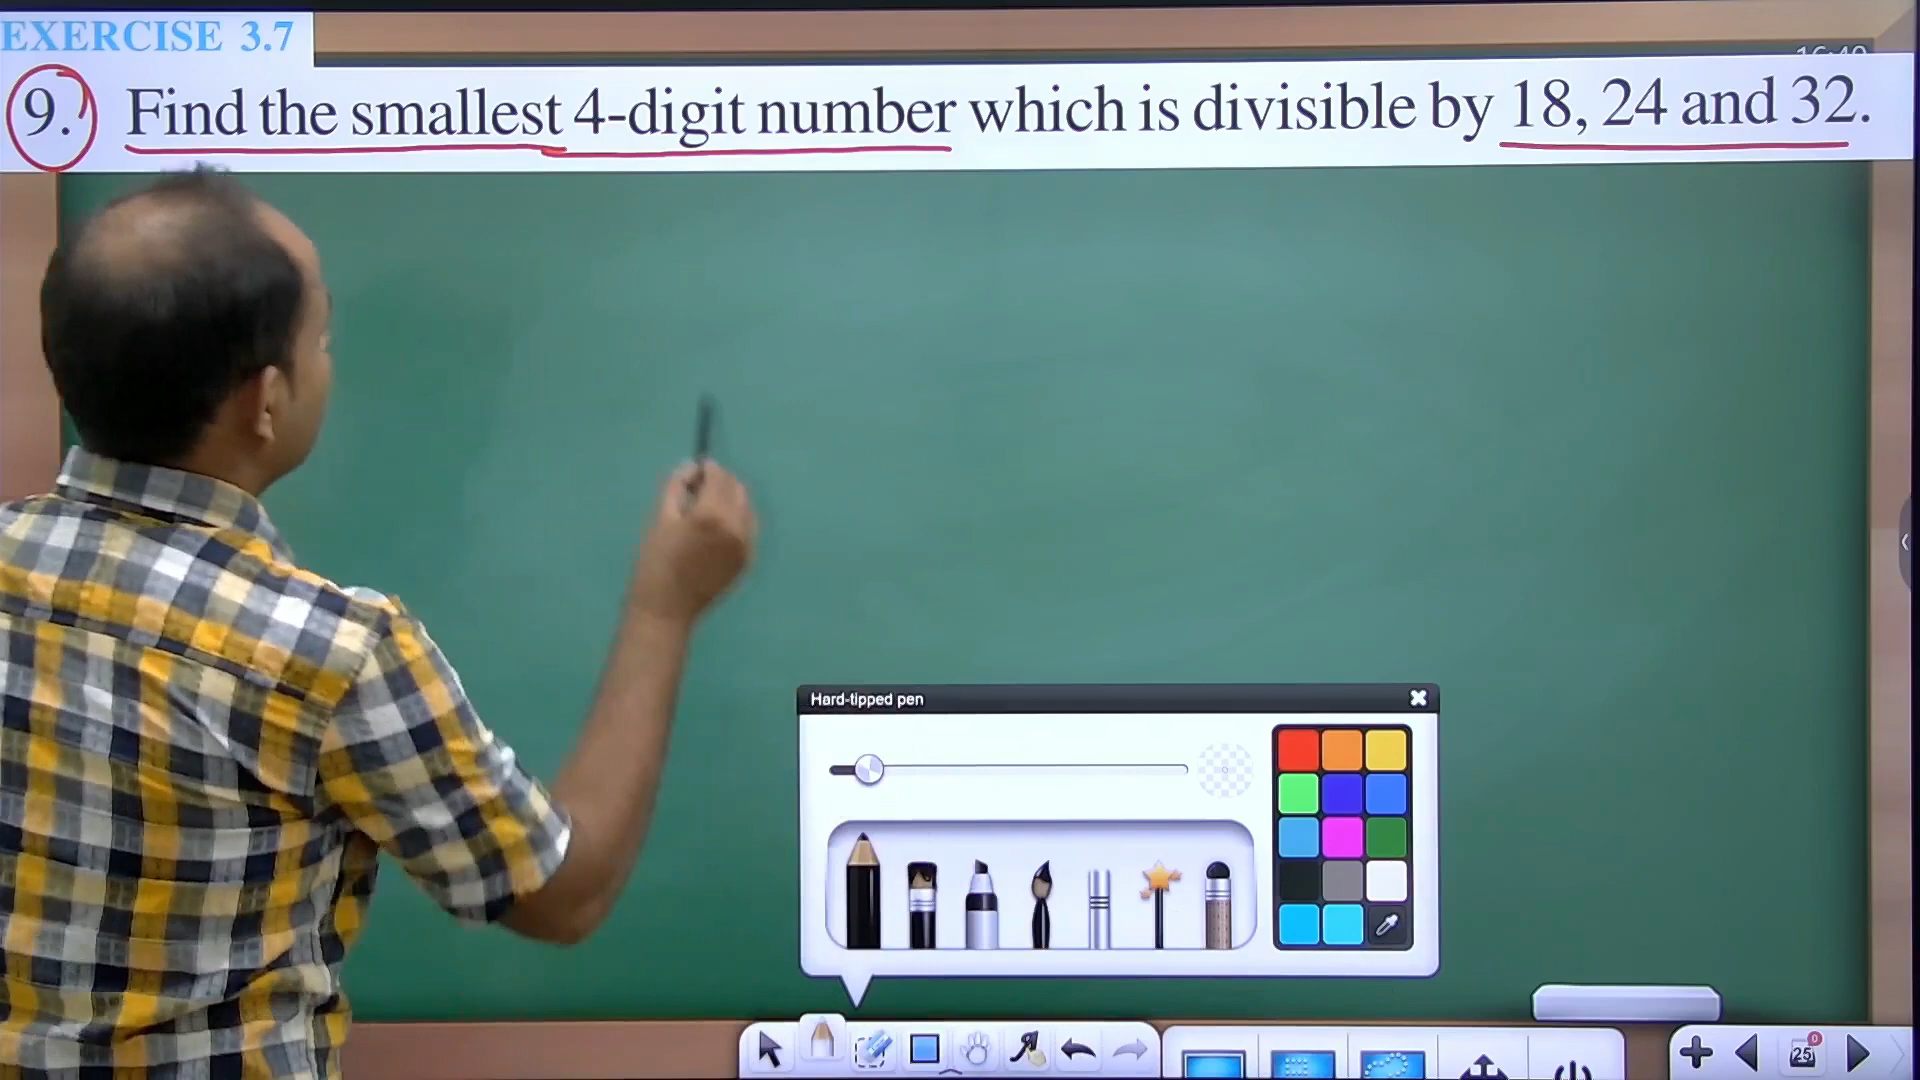 EXERCISE 3.7
9. Find the smallest 4-digit number which is divisible by 18, 24 and 32.
Hard-tipped pen
25
0